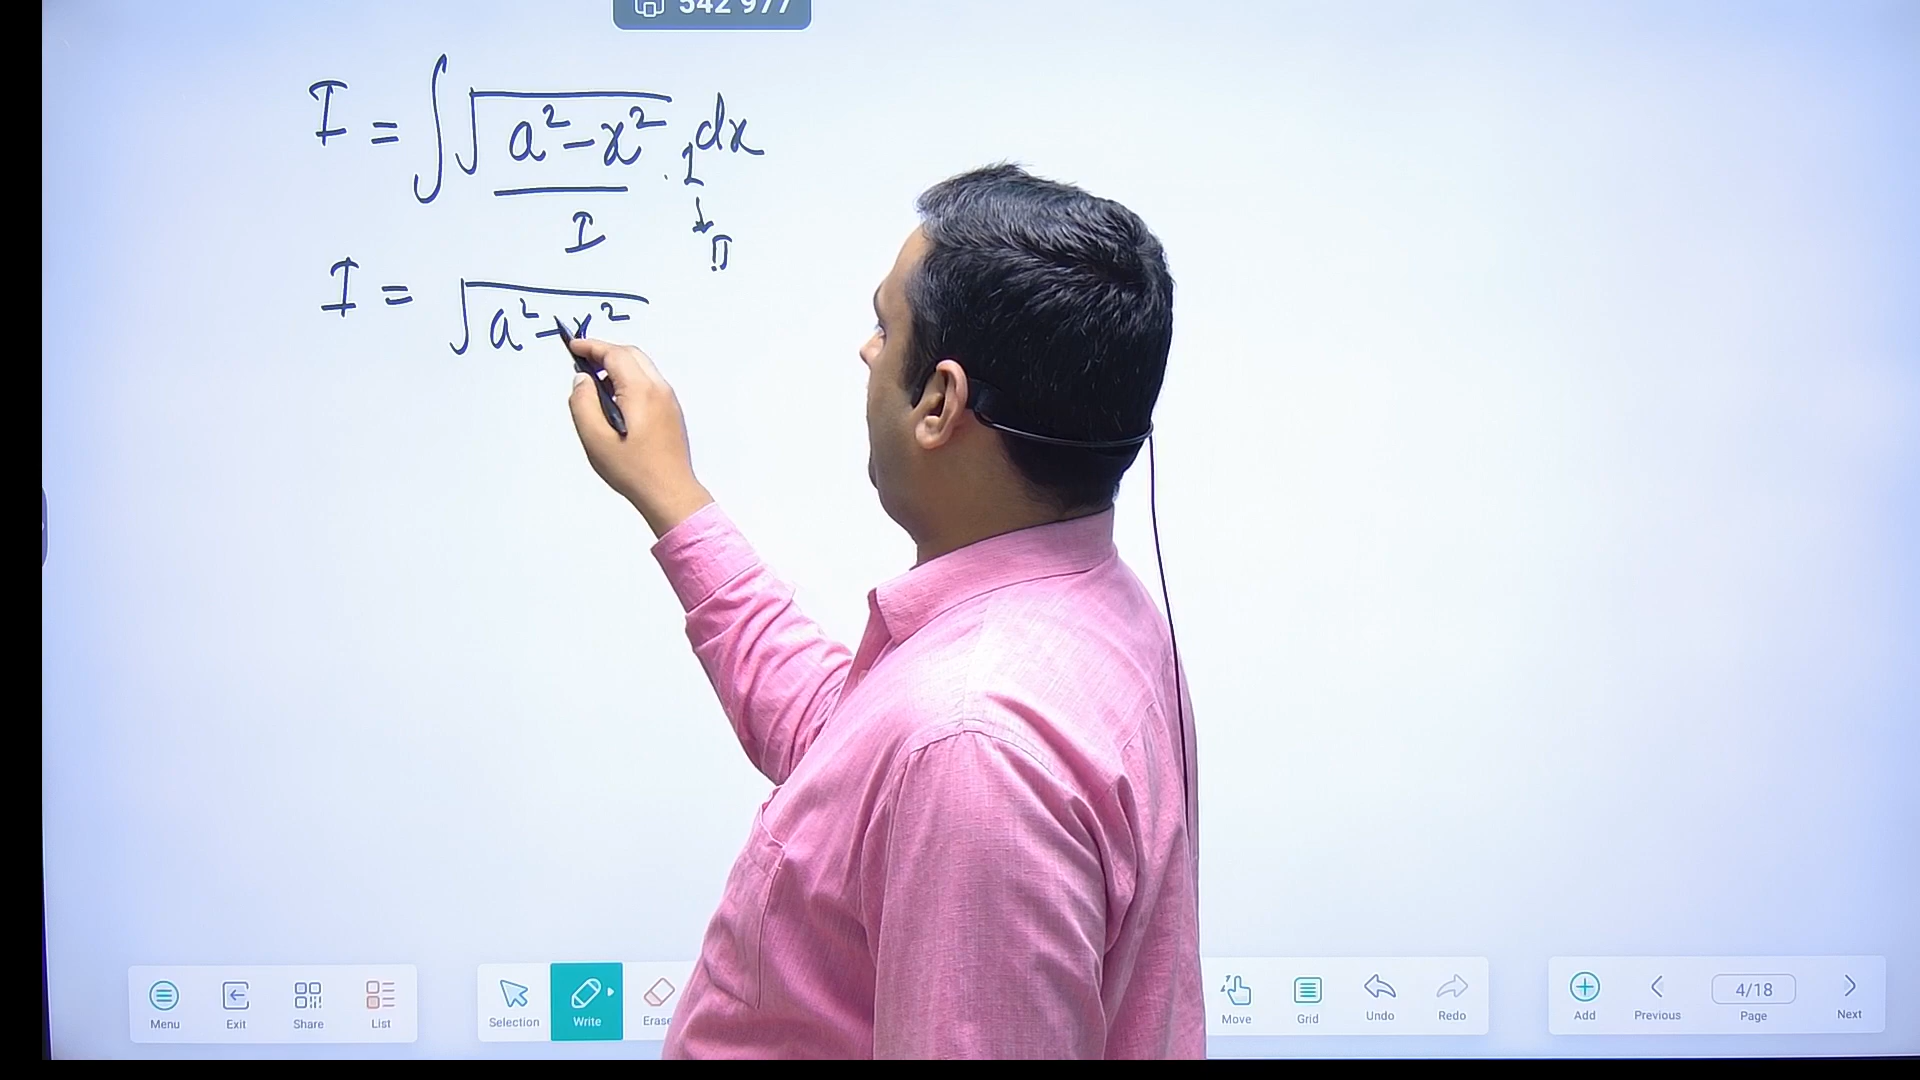 542 977
I = ∫√(a² − x²) . 1 dx
I
II
I = √(a² − x²)
Menu Exit Share List Selection Write Erase Move Grid Undo Redo Add Previous 4/18 Page Next